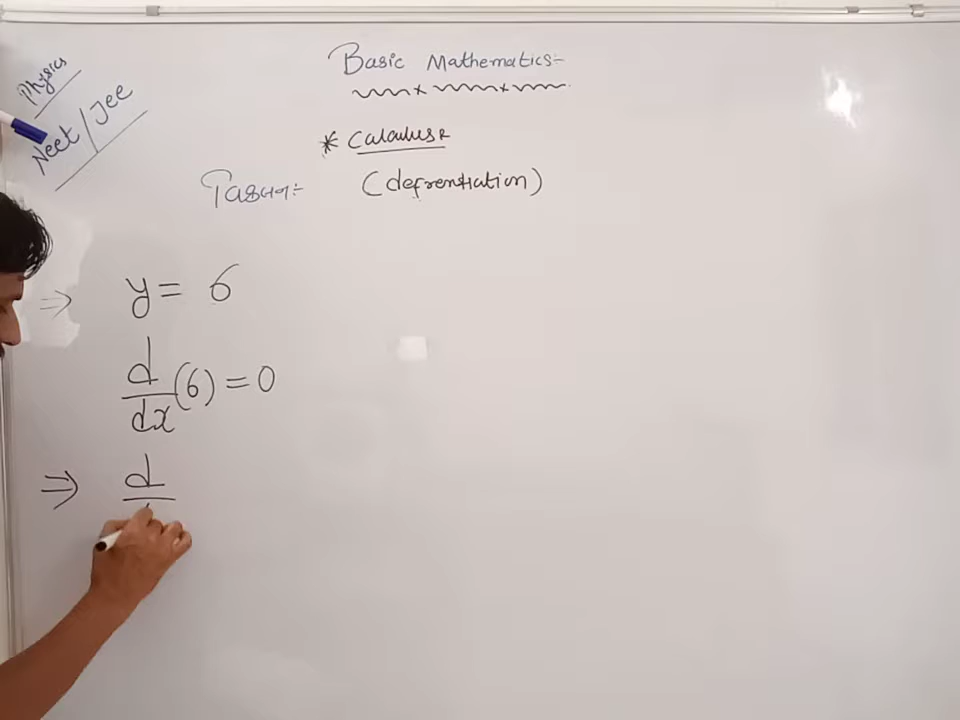 Physics
Neet/Jee
Basic Mathematics:-
* Calculus
(defrentiation)
⇒ y = 6
d/dx (6) = 0
⇒ d